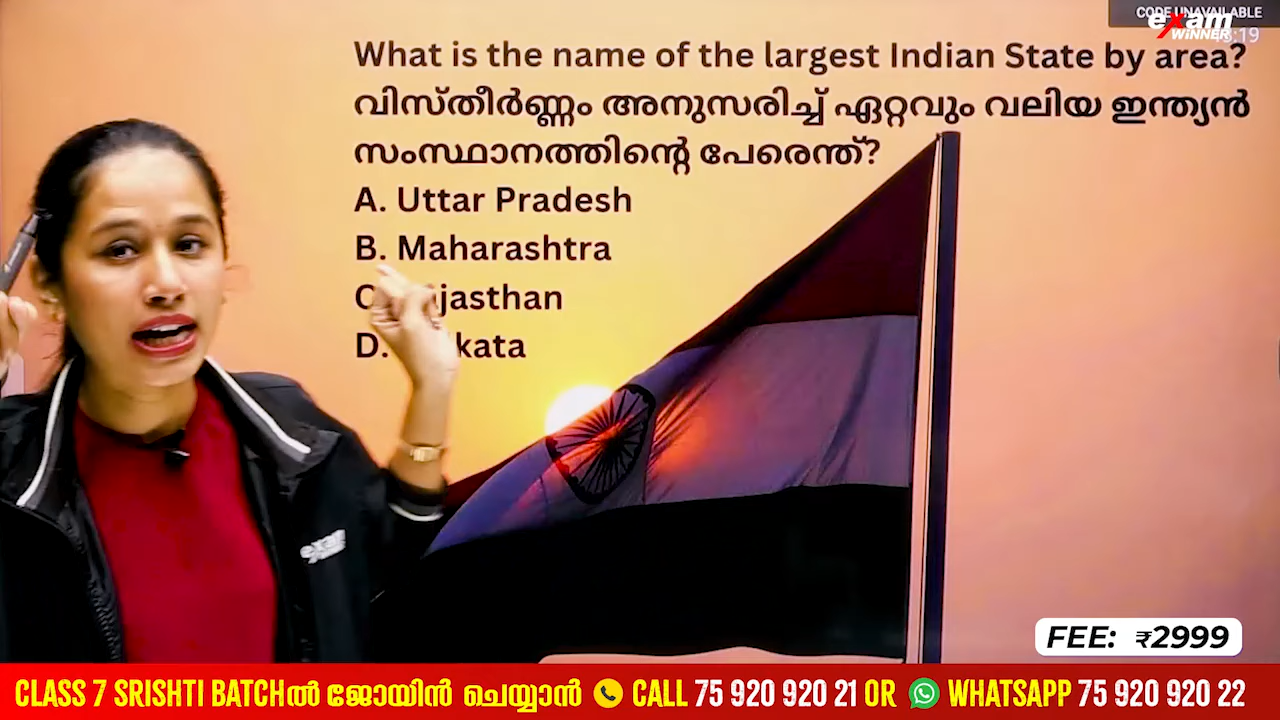 CODE UNAVAILABLE
exam
WINNER
:19
What is the name of the largest Indian State by area?
വിസ്തീർണ്ണം അനുസരിച്ച് ഏറ്റവും വലിയ ഇന്ത്യൻ
സംസ്ഥാനത്തിന്റെ പേരെന്ത്?
A. Uttar Pradesh
B. Maharashtra
C. jasthan
D. kata
exam
FEE: ₹2999
CLASS 7 SRISHTI BATCHൽ ജോയിൻ ചെയ്യാൻ CALL 75 920 920 21 OR WHATSAPP 75 920 920 22